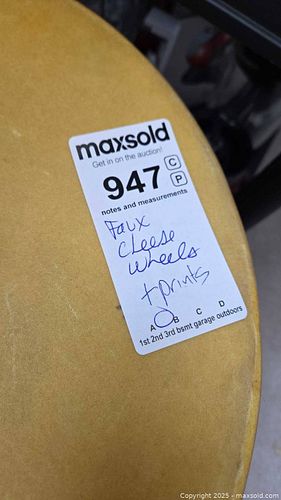 maxsold
Get in on the auction!
947 C
P
notes and measurements
Faux
cheese
wheels
+ prints
A B C D
1st 2nd 3rd bsmt garage outdoors
Copyright 2025 - maxsold.com